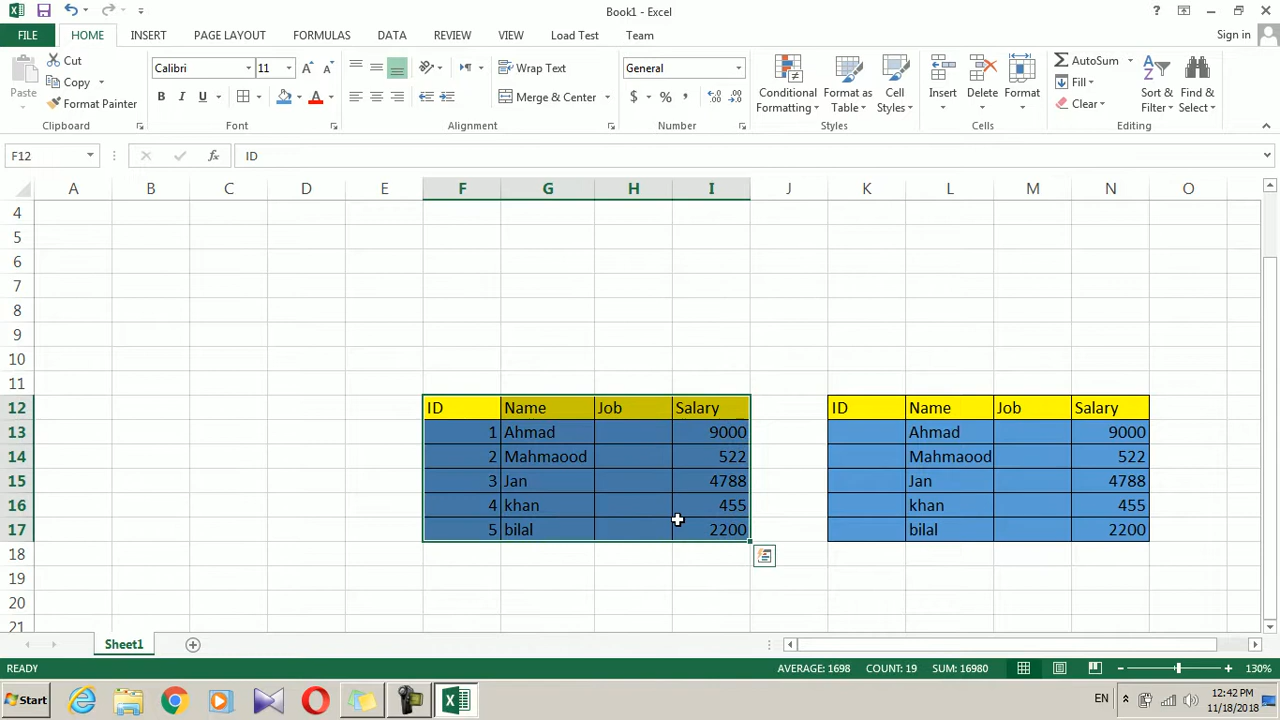 Book1 - Excel
?
FILE HOME INSERT PAGE LAYOUT FORMULAS DATA REVIEW VIEW Load Test Team Sign in
Paste
Cut
Copy
Format Painter
Clipboard
Calibri 11
B I U
Font
Wrap Text
Merge & Center
Alignment
General
$ % ,
Number
Conditional Formatting
Format as Table
Cell Styles
Styles
Insert
Delete
Format
Cells
AutoSum
Fill
Clear
Sort & Filter
Find & Select
Editing
F12 fx ID
A B C D E F G H I J K L M N O
4
5
6
7
8
9
10
11
12 ID Name Job Salary ID Name Job Salary
13 1 Ahmad 9000 Ahmad 9000
14 2 Mahmaood 522 Mahmaood 522
15 3 Jan 4788 Jan 4788
16 4 khan 455 khan 455
17 5 bilal 2200 bilal 2200
18
19
20
21
Sheet1
READY AVERAGE: 1698 COUNT: 19 SUM: 16980 130%
Start EN 12:42 PM
11/18/2018